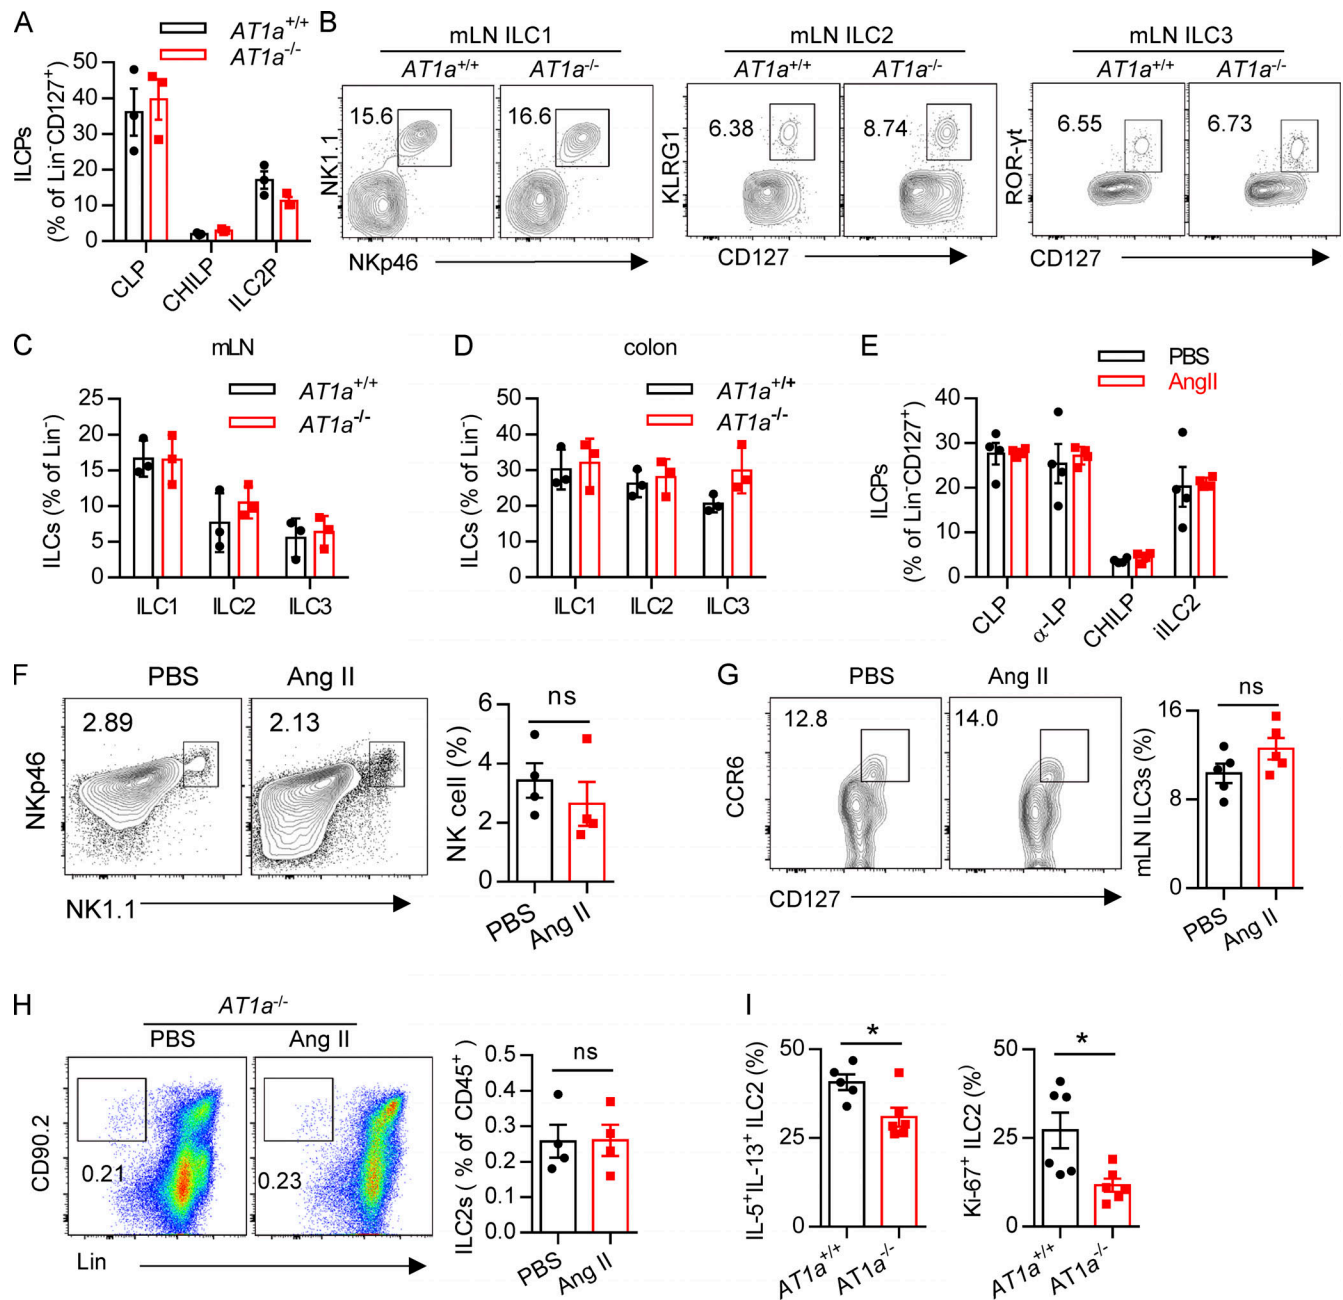 A
AT1a+/+
AT1a-/-
ILCPs
(% of Lin-CD127+)
50
40
30
20
10
0
CLP
CHILP
ILC2P
B
mLN ILC1
mLN ILC2
mLN ILC3
AT1a+/+
AT1a-/-
AT1a+/+
AT1a-/-
AT1a+/+
AT1a-/-
15.6
16.6
6.38
8.74
6.55
6.73
NK1.1
KLRG1
ROR-γt
NKp46
CD127
CD127
C
mLN
AT1a+/+
AT1a-/-
ILCs (% of Lin-)
25
20
15
10
5
0
ILC1
ILC2
ILC3
D
colon
AT1a+/+
AT1a-/-
ILCs (% of Lin-)
50
40
30
20
10
0
ILC1
ILC2
ILC3
E
PBS
AngII
ILCPs
(% of Lin-CD127+)
40
30
20
10
0
CLP
α-LP
CHILP
iILC2
F
PBS
Ang II
2.89
2.13
NKp46
NK1.1
NK cell (%)
6
4
2
0
ns
PBS
Ang II
G
PBS
Ang II
12.8
14.0
CCR6
CD127
mLN ILC3s (%)
16
8
0
ns
PBS
Ang II
H
AT1a-/-
PBS
Ang II
0.21
0.23
CD90.2
Lin
ILC2s ( % of CD45+ )
0.5
0.4
0.3
0.2
0.1
0.0
ns
PBS
Ang II
I
IL-5+IL-13+ ILC2 (%)
50
25
0
*
AT1a+/+
AT1a-/-
Ki-67+ ILC2 (%)
50
25
0
*
AT1a+/+
AT1a-/-